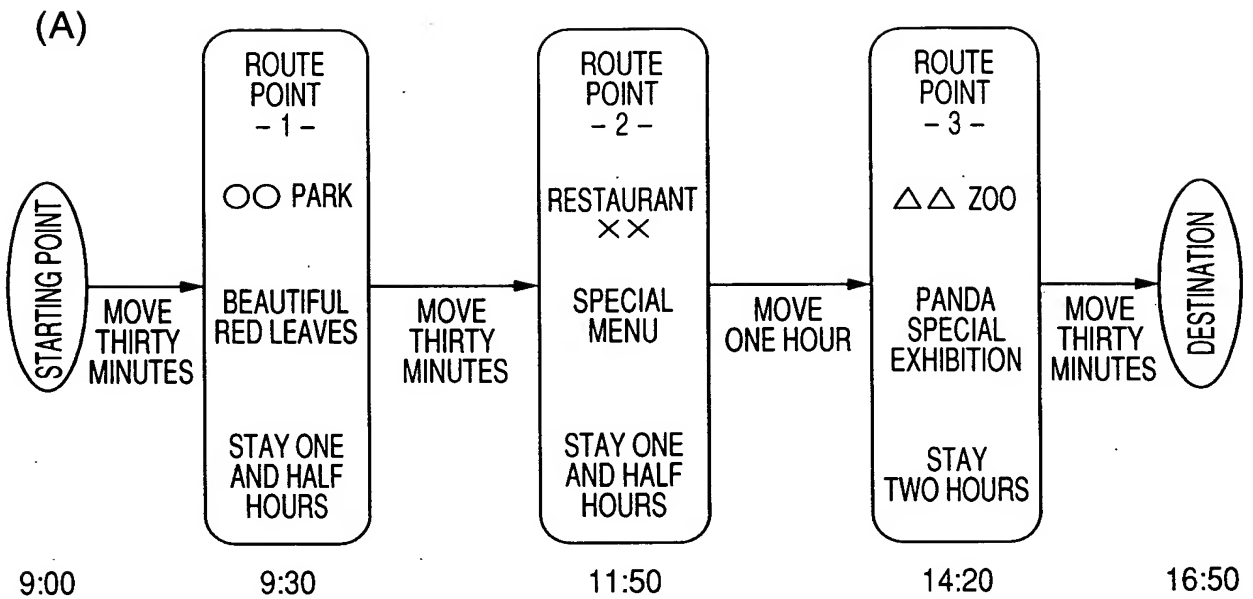 (A)
STARTING POINT
MOVE
THIRTY
MINUTES
ROUTE
POINT
– 1 –
○○ PARK
BEAUTIFUL
RED LEAVES
STAY ONE
AND HALF
HOURS
MOVE
THIRTY
MINUTES
ROUTE
POINT
– 2 –
RESTAURANT
××
SPECIAL
MENU
STAY ONE
AND HALF
HOURS
MOVE
ONE HOUR
ROUTE
POINT
– 3 –
△△ ZOO
PANDA
SPECIAL
EXHIBITION
STAY
TWO HOURS
MOVE
THIRTY
MINUTES
DESTINATION
9:00
9:30
11:50
14:20
16:50